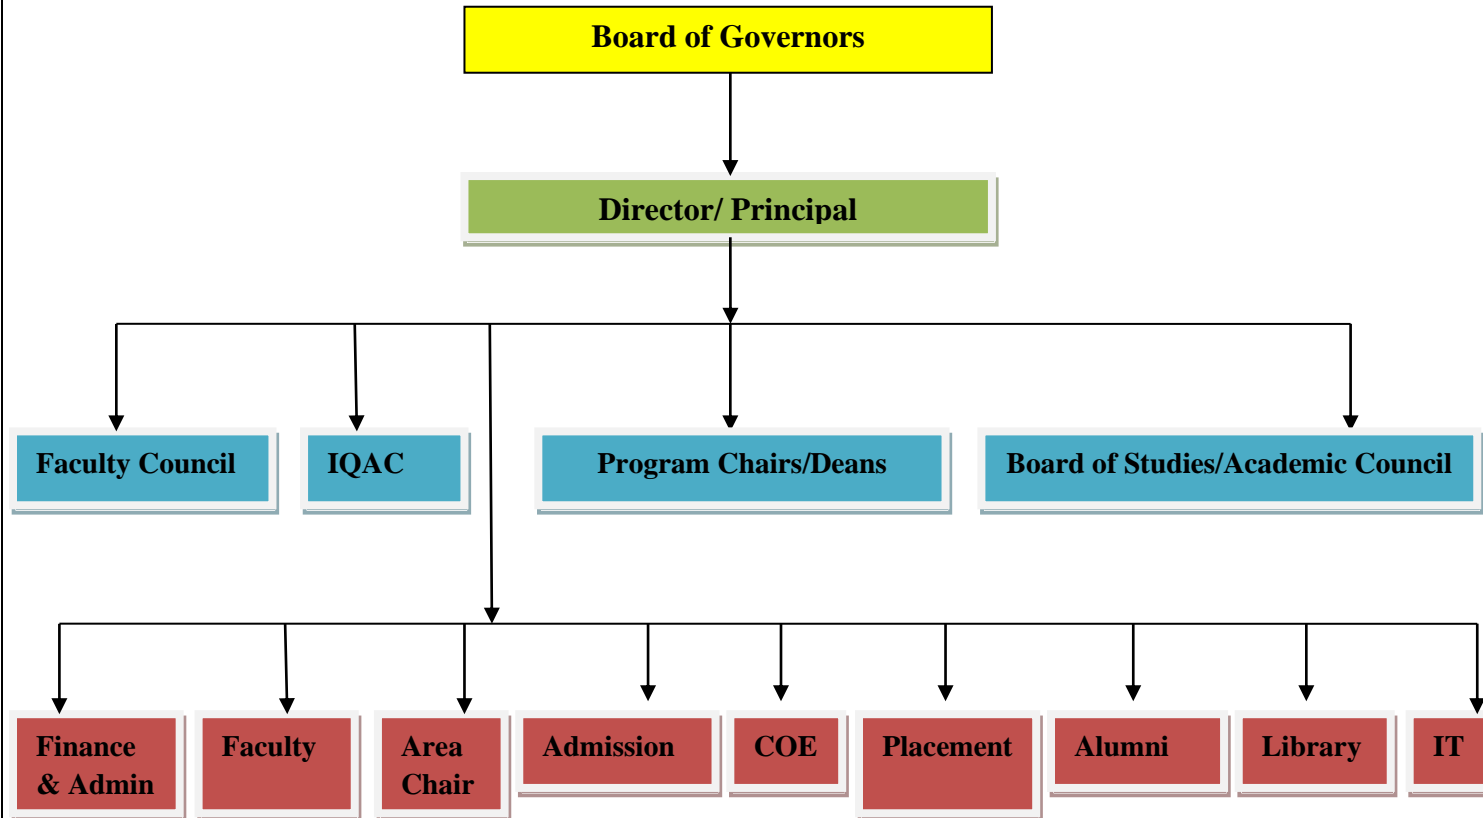 Board of Governors
Director/ Principal
Faculty Council
IQAC
Program Chairs/Deans
Board of Studies/Academic Council
Finance
& Admin
Faculty
Area
Chair
Admission
COE
Placement
Alumni
Library
IT